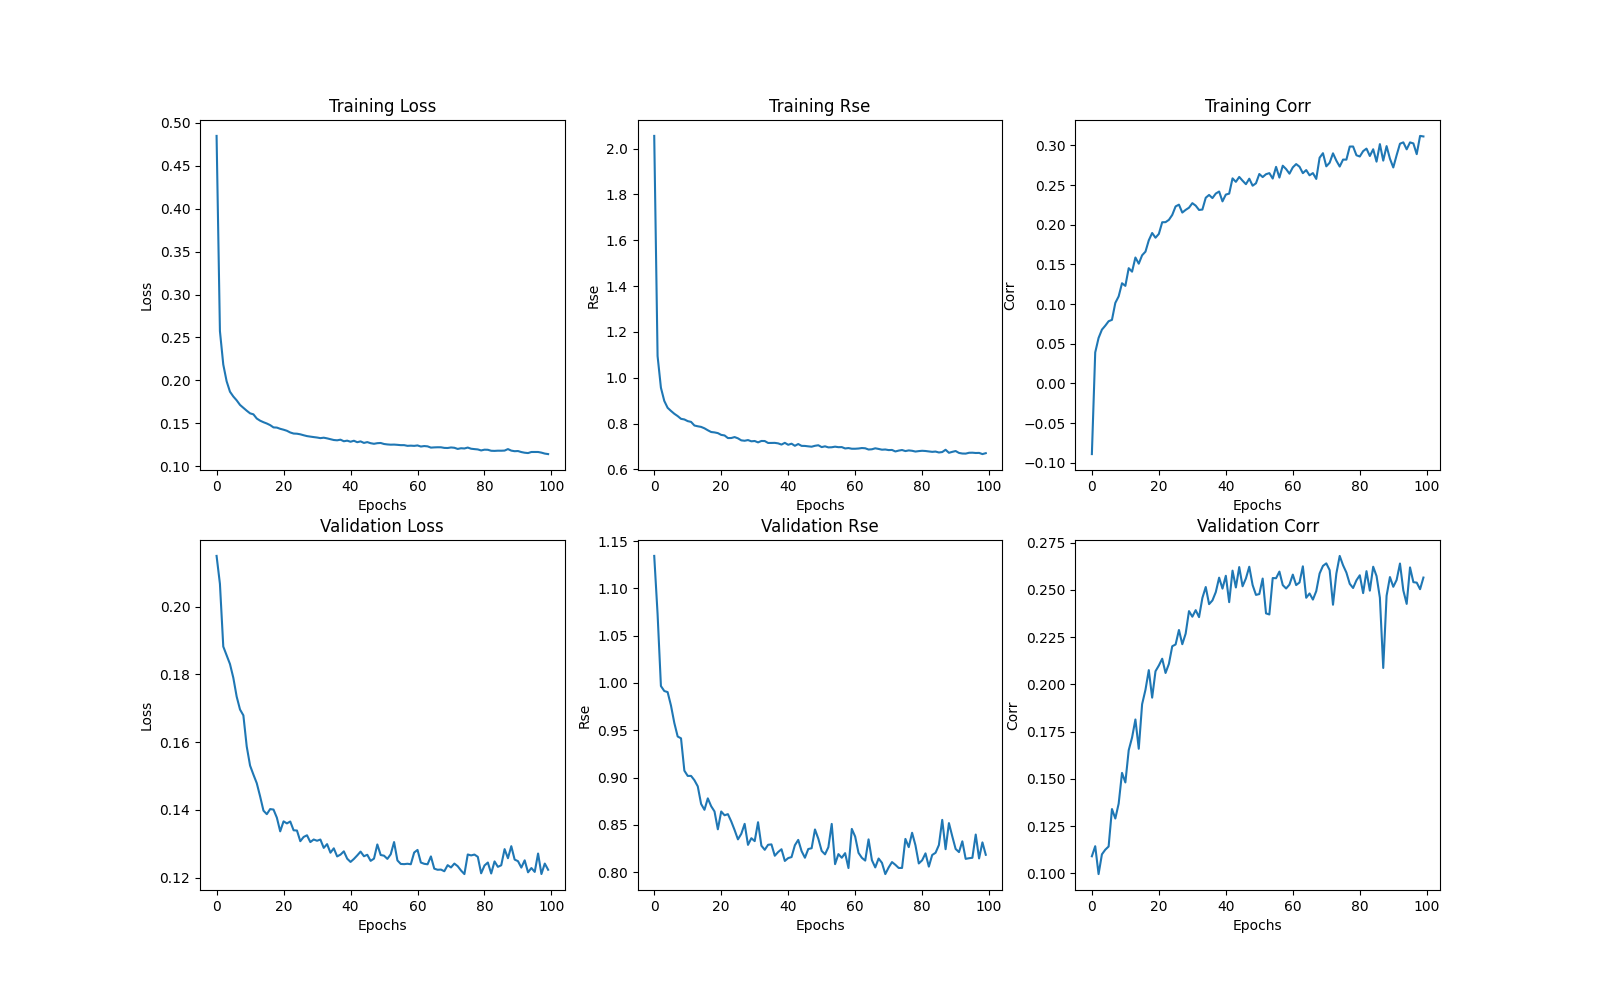 Training Loss
0.50
0.45
0.40
0.35
0.30
0.25
0.20
0.15
0.10
Loss
0 20 40 60 80 100
Epochs
Training Rse
2.0
1.8
1.6
1.4
1.2
1.0
0.8
0.6
Rse
0 20 40 60 80 100
Epochs
Training Corr
0.30
0.25
0.20
0.15
0.10
0.05
0.00
−0.05
−0.10
Corr
0 20 40 60 80 100
Epochs
Validation Loss
0.20
0.18
0.16
0.14
0.12
Loss
0 20 40 60 80 100
Epochs
Validation Rse
1.15
1.10
1.05
1.00
0.95
0.90
0.85
0.80
Rse
0 20 40 60 80 100
Epochs
Validation Corr
0.275
0.250
0.225
0.200
0.175
0.150
0.125
0.100
Corr
0 20 40 60 80 100
Epochs